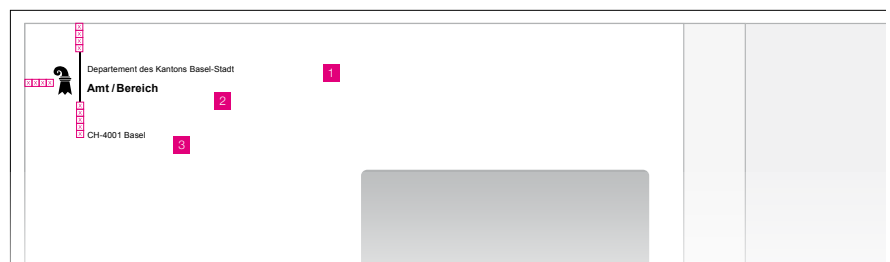 X
X
X
X
Departement des Kantons Basel-Stadt
1
X X X X
Amt / Bereich
2
X
X
X
X
X
CH-4001 Basel
3